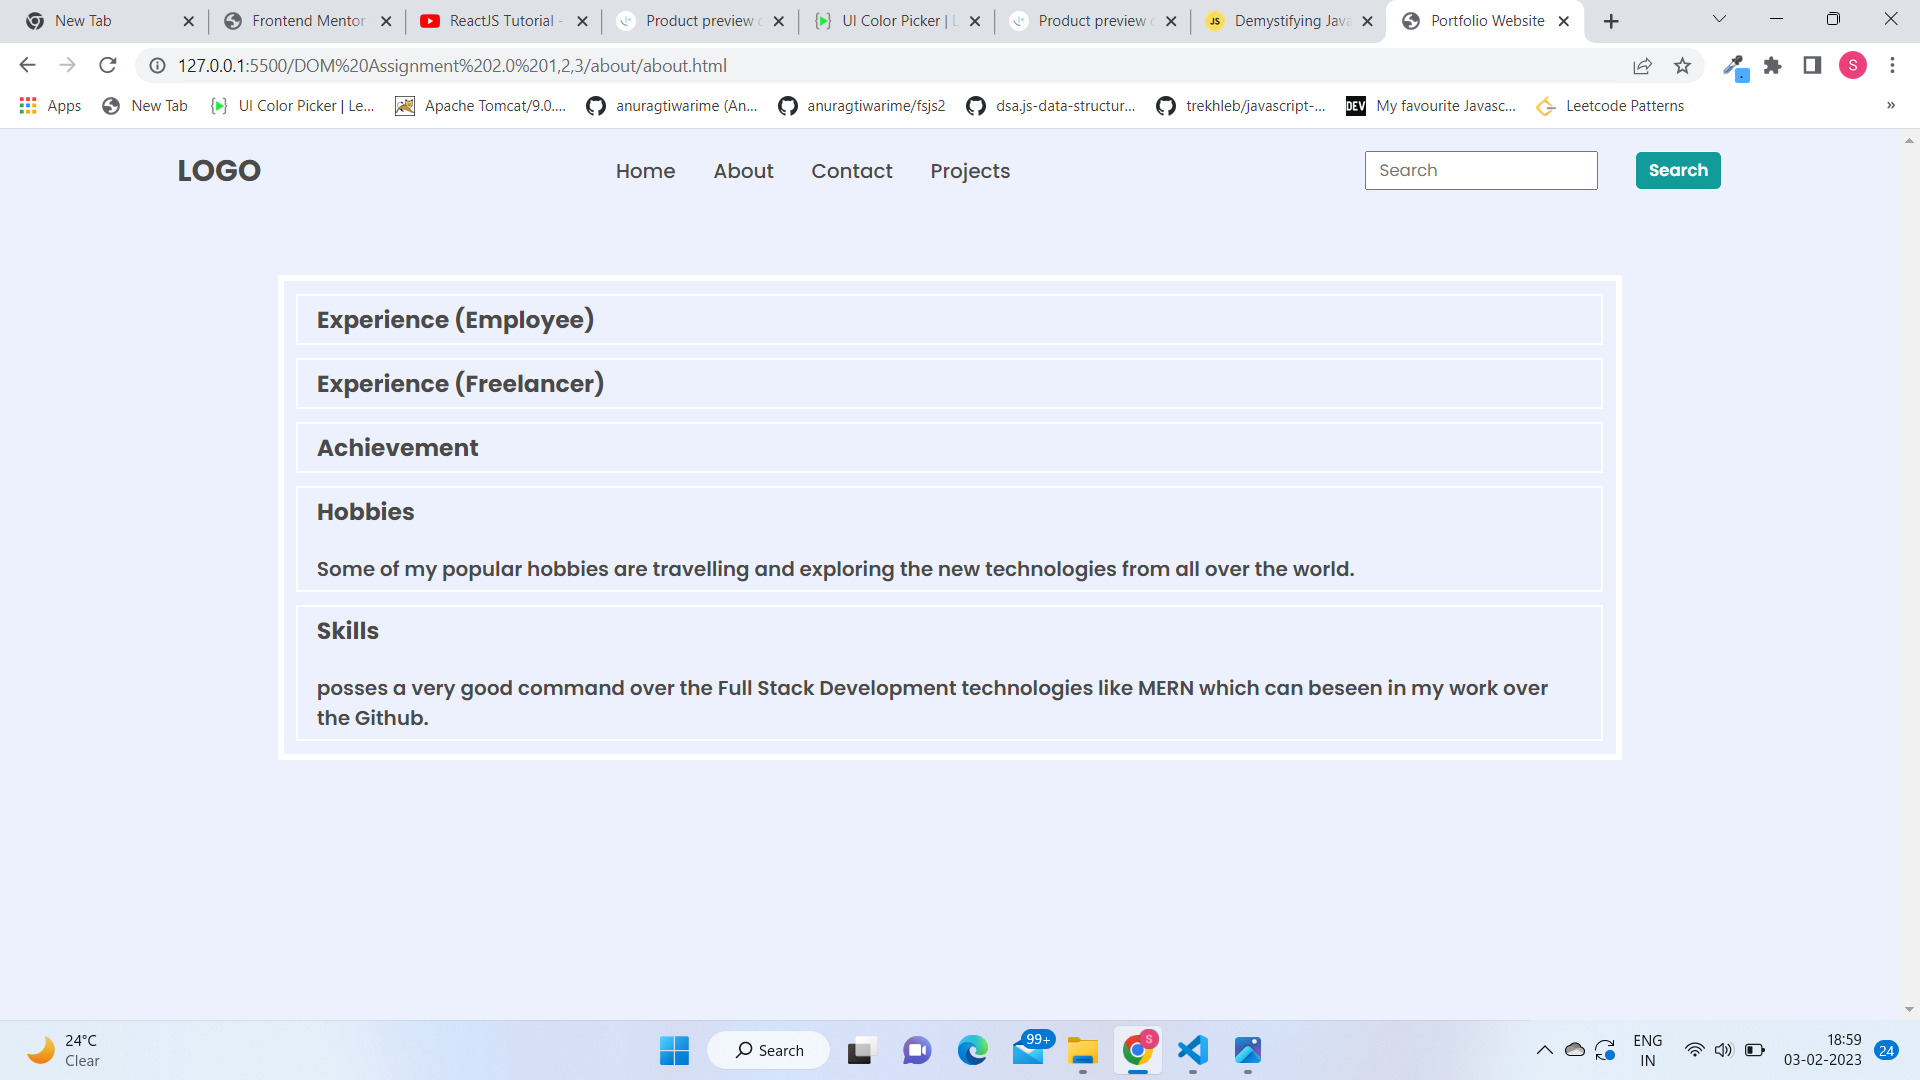 New Tab
Frontend Mentor
ReactJS Tutorial -
Product preview
UI Color Picker |
Product preview
JS
Demystifying Java
Portfolio Website
127.0.0.1:5500/DOM%20Assignment%202.0%201,2,3/about/about.html
S
Apps
New Tab
UI Color Picker | Le...
Apache Tomcat/9.0....
anuragtiwarime (An...
anuragtiwarime/fsjs2
dsa.js-data-structur...
trekhleb/javascript-...
DEV
My favourite Javasc...
Leetcode Patterns
»
LOGO
Home
About
Contact
Projects
Search
Search
Experience (Employee)
Experience (Freelancer)
Achievement
Hobbies
Some of my popular hobbies are travelling and exploring the new technologies from all over the world.
Skills
posses a very good command over the Full Stack Development technologies like MERN which can beseen in my work over
the Github.
24°C
Clear
Search
99+
S
ENG
IN
18:59
03-02-2023
24